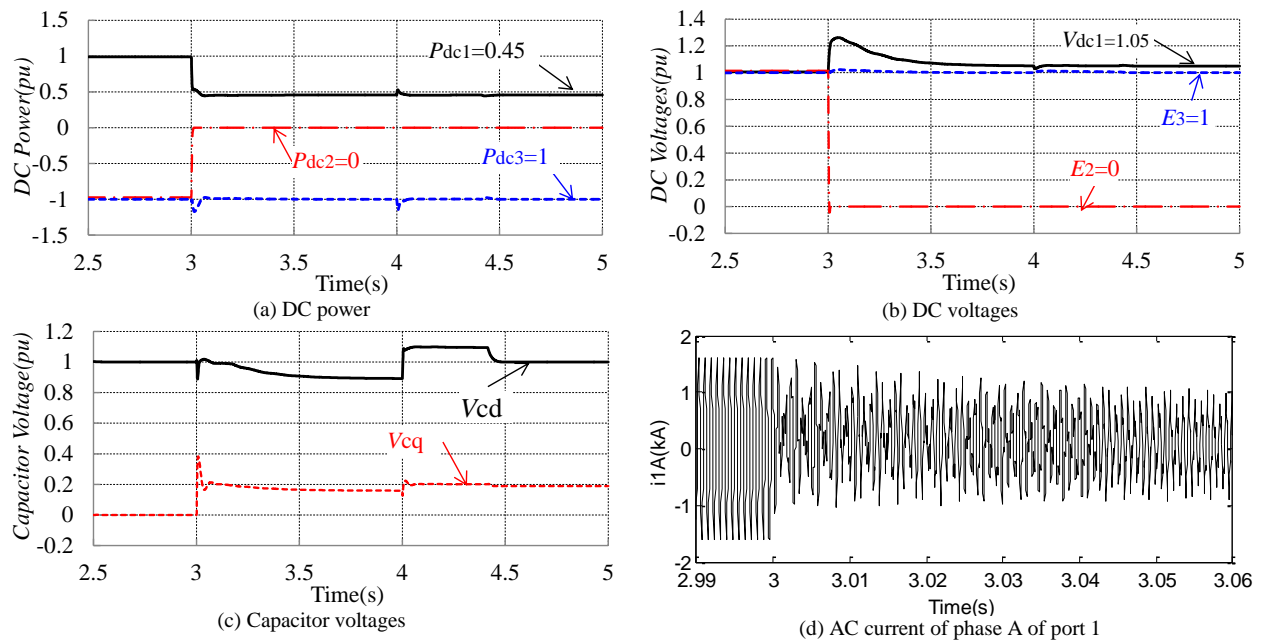 DC Power(pu)
1.5
1
0.5
0
-0.5
-1
-1.5
Pdc1=0.45
Pdc2=0
Pdc3=1
2.5 3 3.5 4 4.5 5
Time(s)
(a) DC power
DC Voltages(pu)
1.4
1.2
1
0.8
0.6
0.4
0.2
0
-0.2
Vdc1=1.05
E3=1
E2=0
2.5 3 3.5 4 4.5 5
Time(s)
(b) DC voltages
Capacitor Voltage(pu)
1.2
1
0.8
0.6
0.4
0.2
0
-0.2
Vcd
Vcq
2.5 3 3.5 4 4.5 5
Time(s)
(c) Capacitor voltages
i1A(kA)
2
1
0
-1
-2
2.99 3 3.01 3.02 3.03 3.04 3.05 3.06
Time(s)
(d) AC current of phase A of port 1